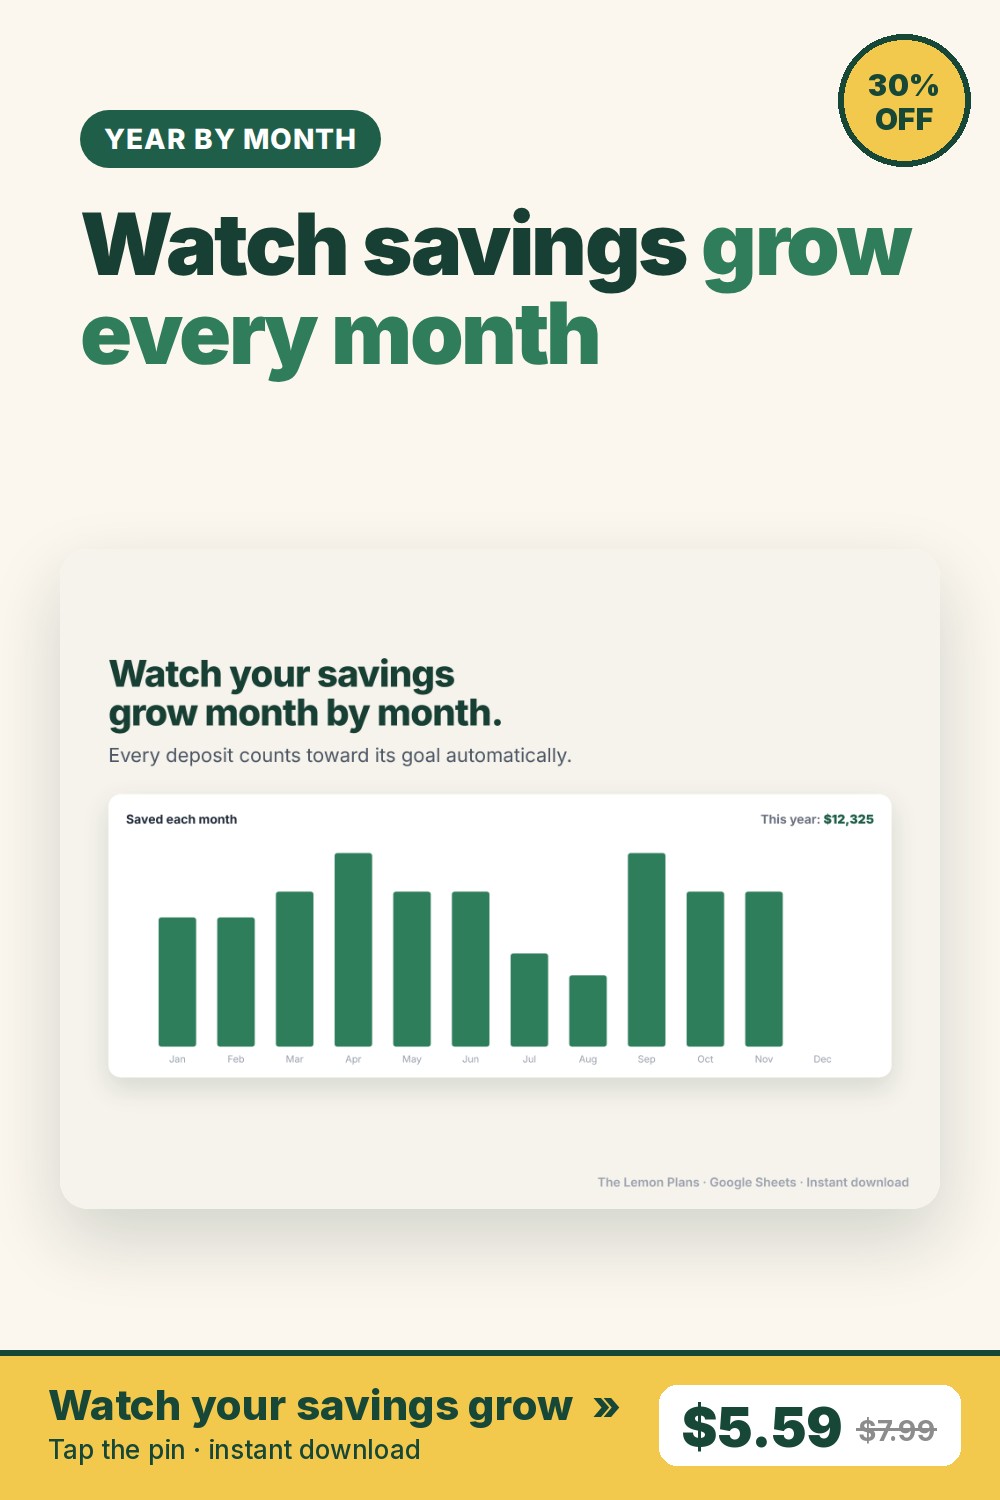 30%
OFF
YEAR BY MONTH
Watch savings grow
every month
Watch your savings
grow month by month.
Every deposit counts toward its goal automatically.
Saved each month
This year: $12,325
Jan Feb Mar Apr May Jun Jul Aug Sep Oct Nov Dec
The Lemon Plans · Google Sheets · Instant download
Watch your savings grow »
Tap the pin · instant download
$5.59 $7.99